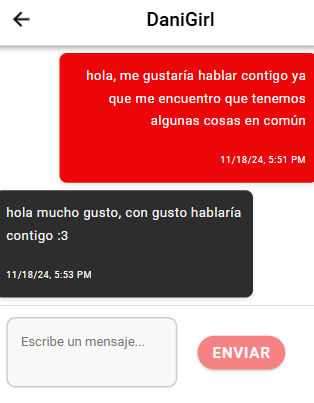 DaniGirl
hola, me gustaría hablar contigo ya
que me encuentro que tenemos
algunas cosas en común
11/18/24, 5:51 PM
hola mucho gusto, con gusto hablaría
contigo :3
11/18/24, 5:53 PM
Escribe un mensaje...
ENVIAR